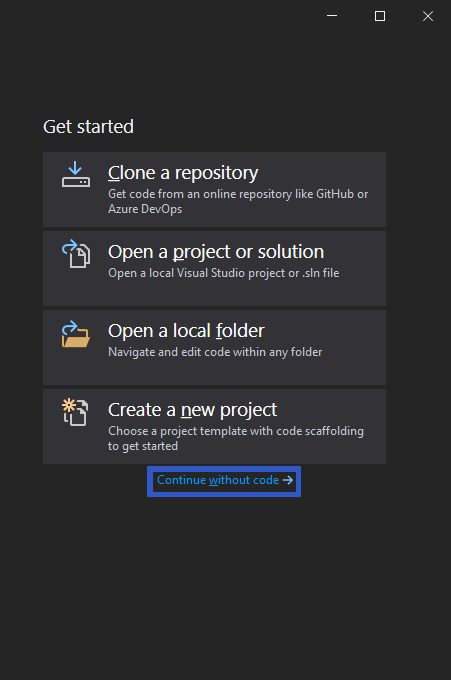 Get started
Clone a repository
Get code from an online repository like GitHub or
Azure DevOps
Open a project or solution
Open a local Visual Studio project or .sln file
Open a local folder
Navigate and edit code within any folder
Create a new project
Choose a project template with code scaffolding
to get started
Continue without code →